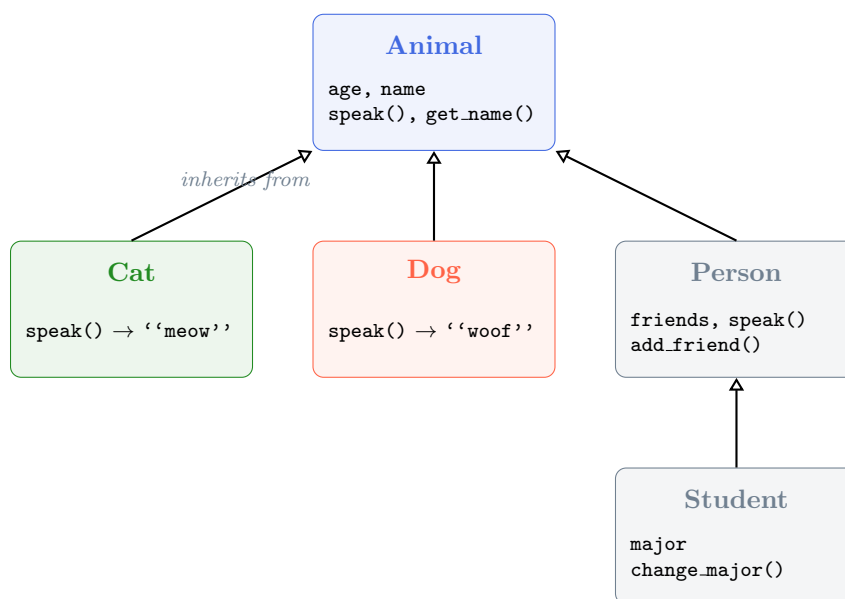 Animal
age, name
speak(), get_name()
inherits from
Cat
speak() → ‘‘meow’’
Dog
speak() → ‘‘woof’’
Person
friends, speak()
add_friend()
Student
major
change_major()